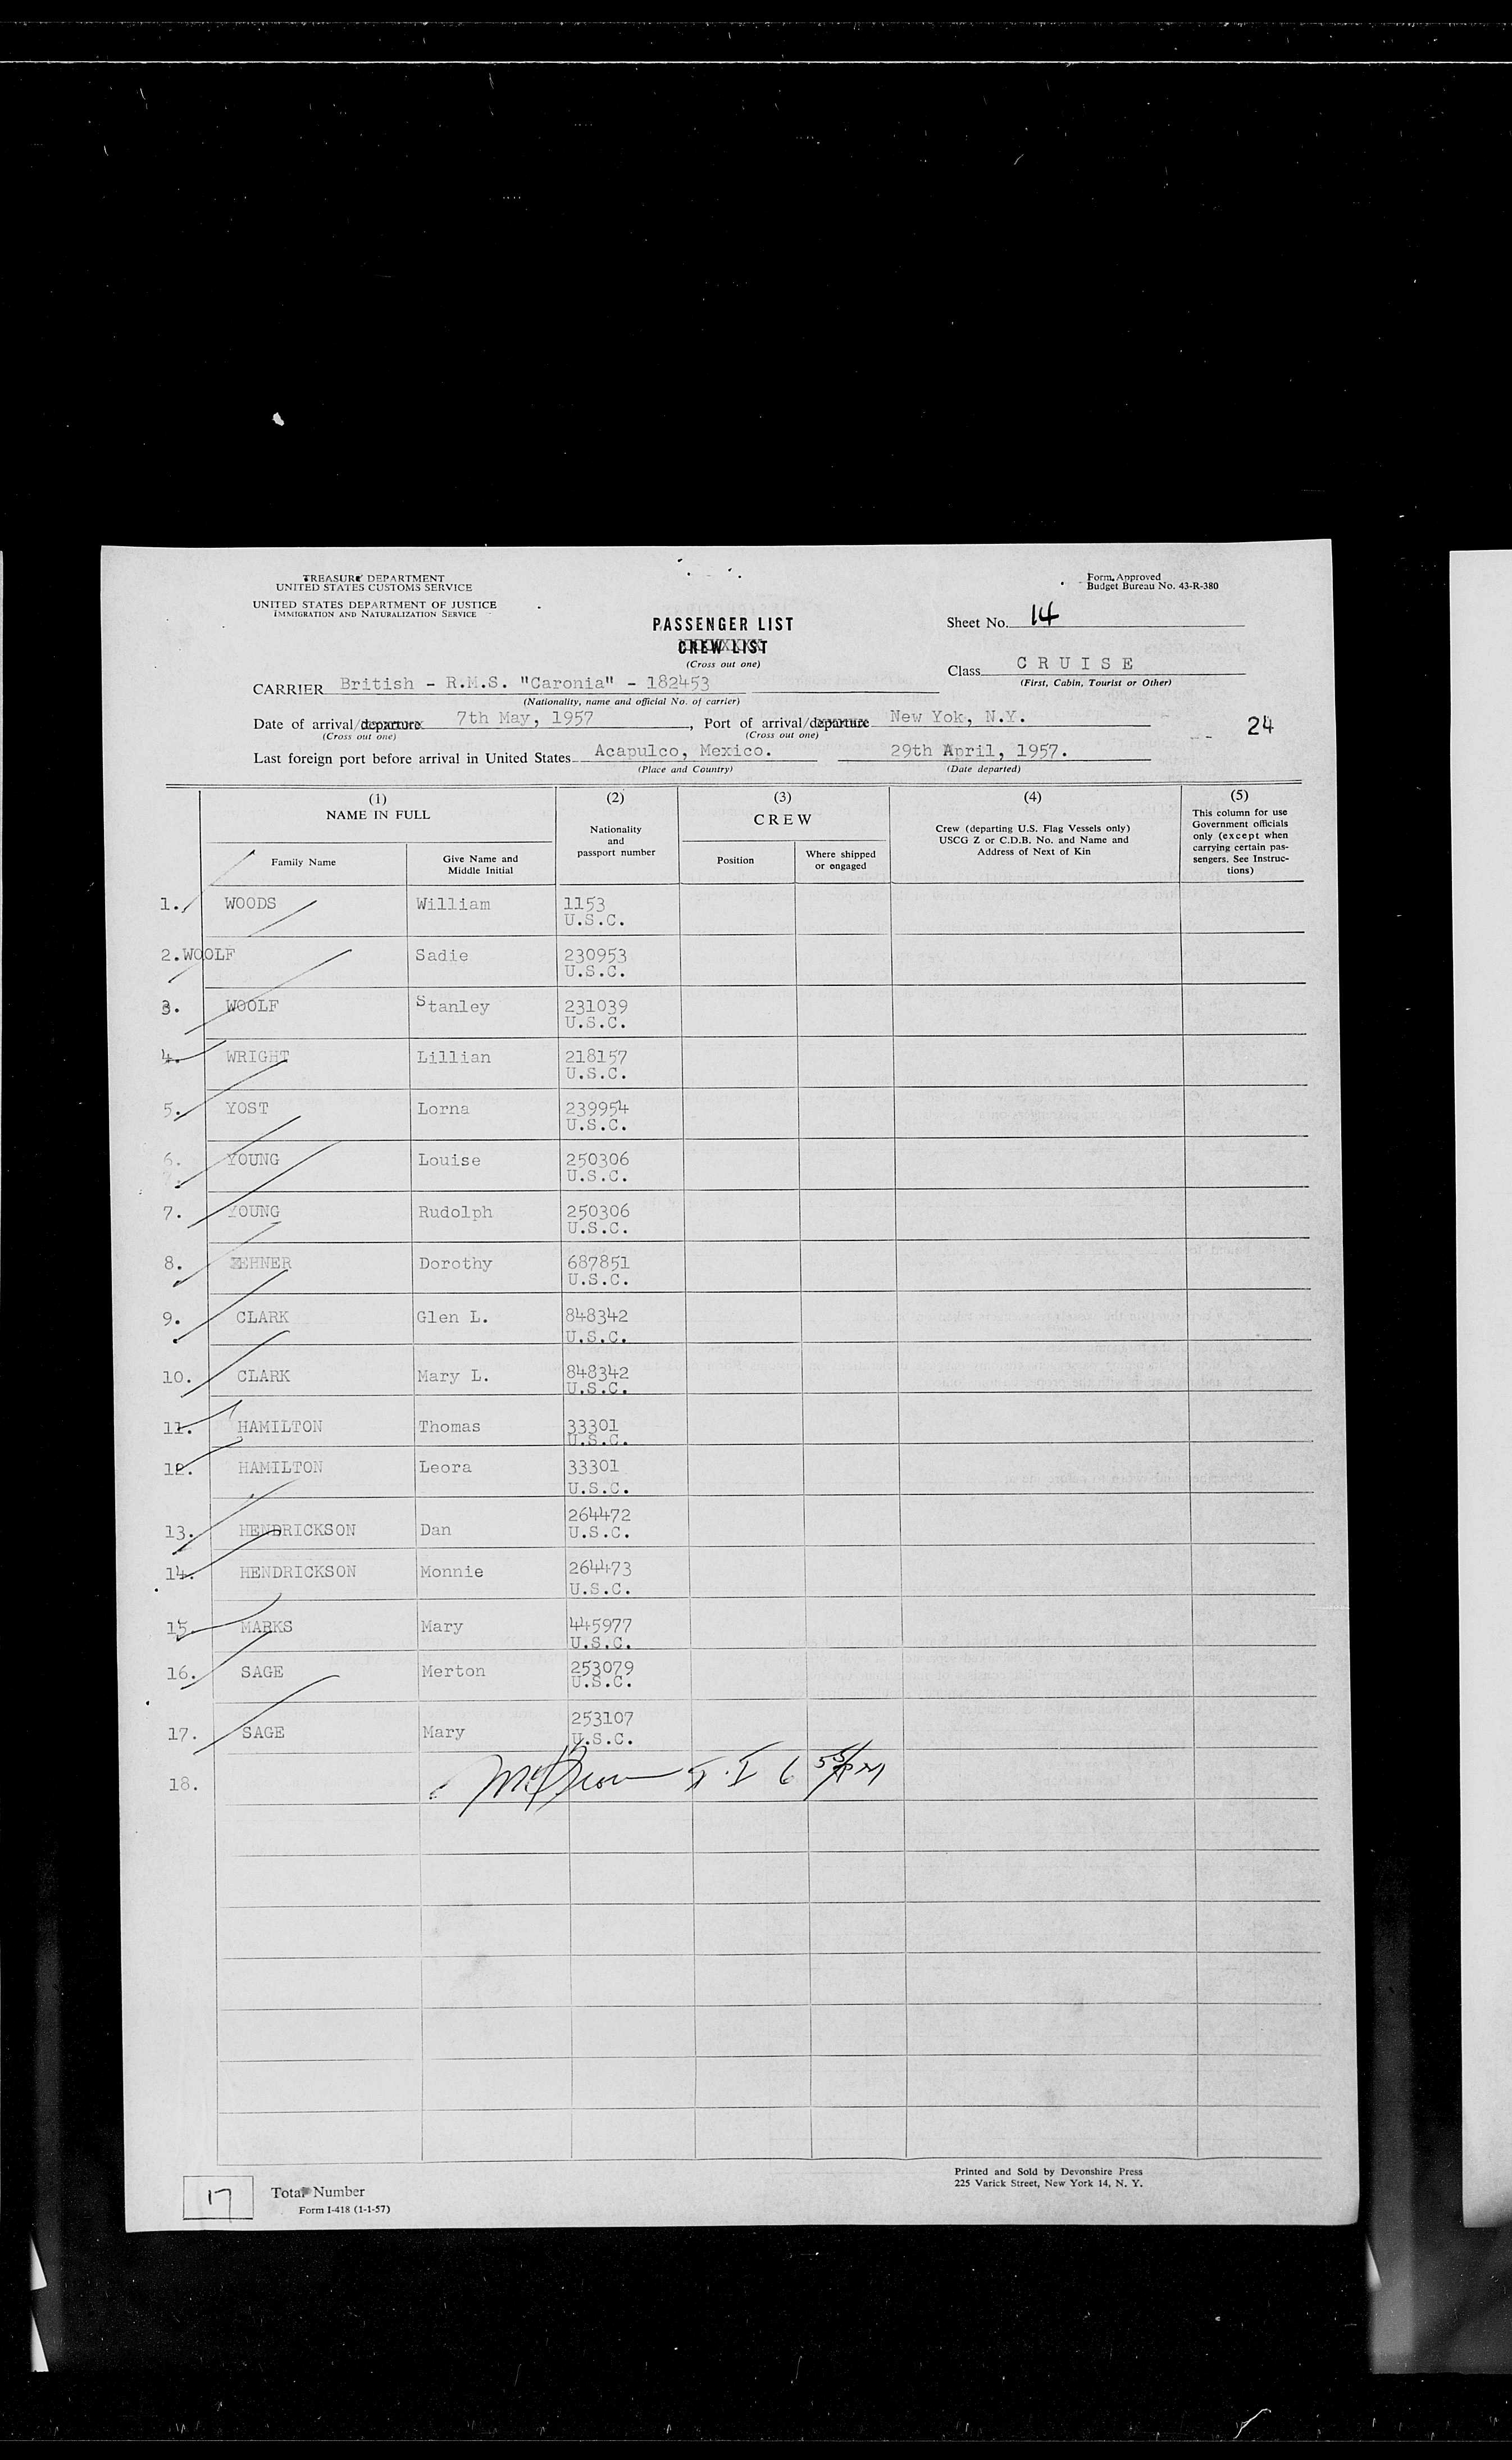 TREASURY DEPARTMENT
UNITED STATES CUSTOMS SERVICE
UNITED STATES DEPARTMENT OF JUSTICE
IMMIGRATION AND NATURALIZATION SERVICE
Form Approved
Budget Bureau No. 43-R-380
PASSENGER LIST
CREW LIST
(Cross out one)
Sheet No. 14
Class CRUISE
(First, Cabin, Tourist or Other)
CARRIER British - R.M.S. "Caronia" - 182453
(Nationality, name and official No. of carrier)
Date of arrival/departure 7th May, 1957, Port of arrival/departure New Yok, N.Y.
(Cross out one) (Cross out one)
24
Last foreign port before arrival in United States Acapulco, Mexico. 29th April, 1957.
(Place and Country) (Date departed)
(1) NAME IN FULL
Family Name
Give Name and Middle Initial
(2) Nationality and passport number
(3) CREW
Position
Where shipped or engaged
(4) Crew (departing U.S. Flag Vessels only) USCG Z or C.D.B. No. and Name and Address of Next of Kin
(5) This column for use Government officials only (except when carrying certain passengers. See Instructions)
1. WOODS William 1153
U.S.C.
2. WOOLF Sadie 230953
U.S.C.
3. WOOLF Stanley 231039
U.S.C.
4. WRIGHT Lillian 218157
U.S.C.
5. YOST Lorna 239954
U.S.C.
6. YOUNG Louise 250306
U.S.C.
7. YOUNG Rudolph 250306
U.S.C.
8. Dorothy 687851
U.S.C.
9. CLARK Glen L. 848342
U.S.C.
10. CLARK Mary L. 848342
U.S.C.
11. HAMILTON Thomas 33301
U.S.C.
12. HAMILTON Leora 33301
U.S.C.
13. HENDRICKSON Dan 264472
U.S.C.
14. HENDRICKSON Monnie 264473
U.S.C.
15. MARKS Mary 445977
U.S.C.
16. SAGE Merton 253079
U.S.C.
17. SAGE Mary 253107
U.S.C.
18.
17 Total Number
Form I-418 (1-1-57)
Printed and Sold by Devonshire Press
225 Varick Street, New York 14, N. Y.